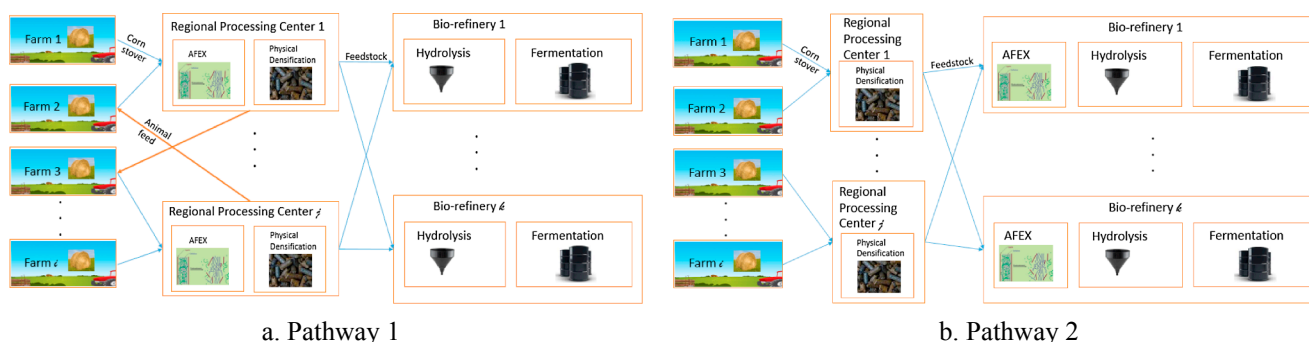 Farm 1
Corn
stover
Farm 2
Animal
feed
Farm 3
Farm i
Regional Processing Center 1
AFEX
Physical
Densification
Regional Processing Center j
AFEX
Physical
Densification
Feedstock
Bio-refinery 1
Hydrolysis
Fermentation
Bio-refinery k
Hydrolysis
Fermentation
a. Pathway 1
Farm 1
Corn
stover
Farm 2
Farm 3
Farm i
Regional
Processing
Center 1
Physical
Densification
Regional
Processing
Center j
Physical
Densification
Feedstock
Bio-refinery 1
AFEX
Hydrolysis
Fermentation
Bio-refinery k
AFEX
Hydrolysis
Fermentation
b. Pathway 2